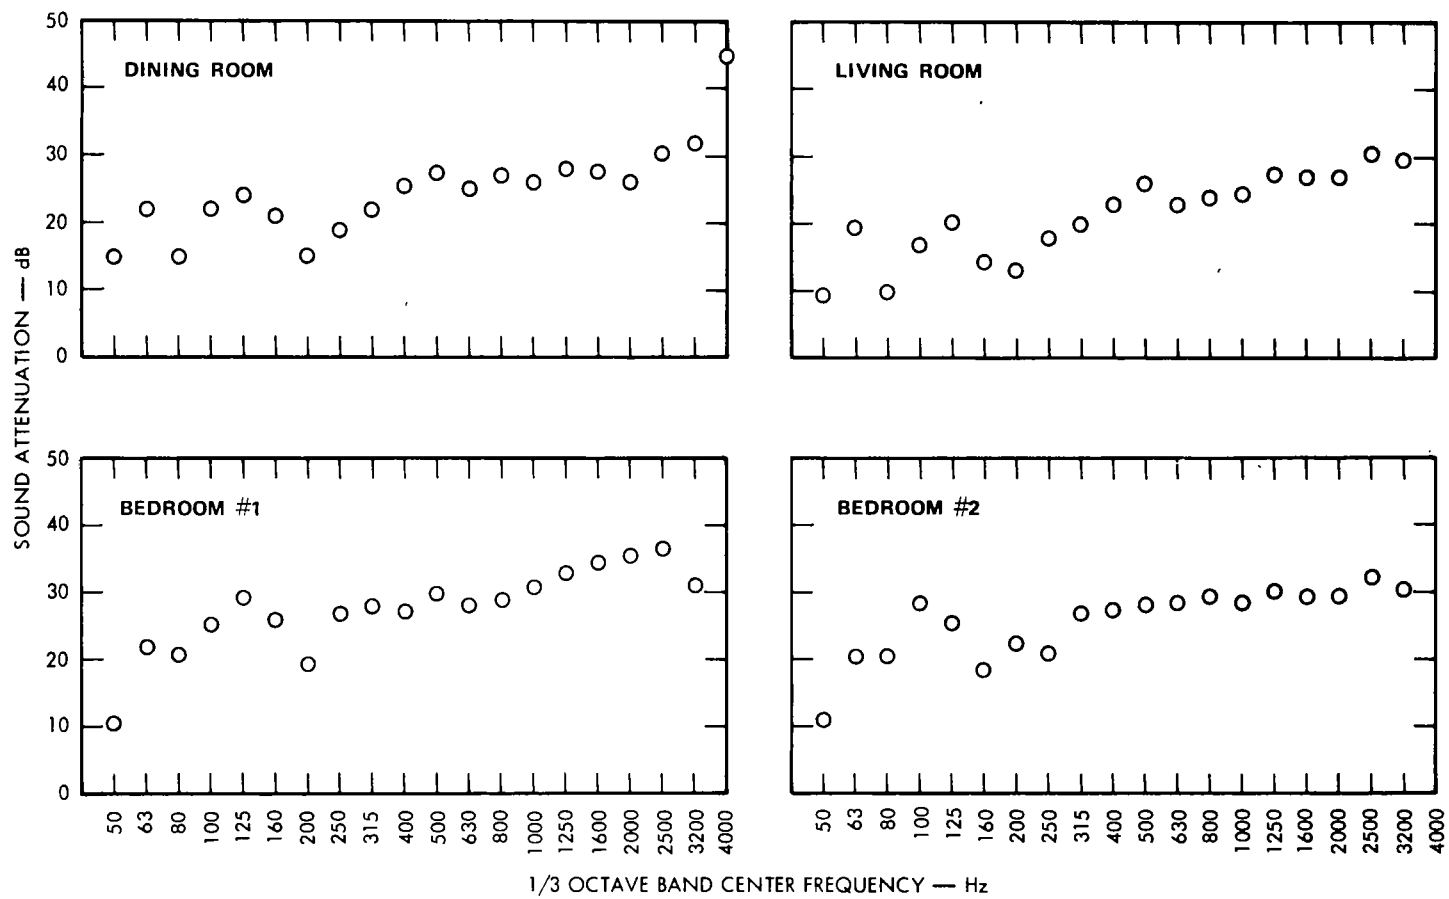 DINING ROOM
LIVING ROOM
50
40
30
20
10
0
SOUND ATTENUATION — dB
BEDROOM #1
BEDROOM #2
50
40
30
20
10
0
50 63 80 100 125 160 200 250 315 400 500 630 800 1000 1250 1600 2000 2500 3200 4000
50 63 80 100 125 160 200 250 315 400 500 630 800 1000 1250 1600 2000 2500 3200 4000
1/3 OCTAVE BAND CENTER FREQUENCY — Hz